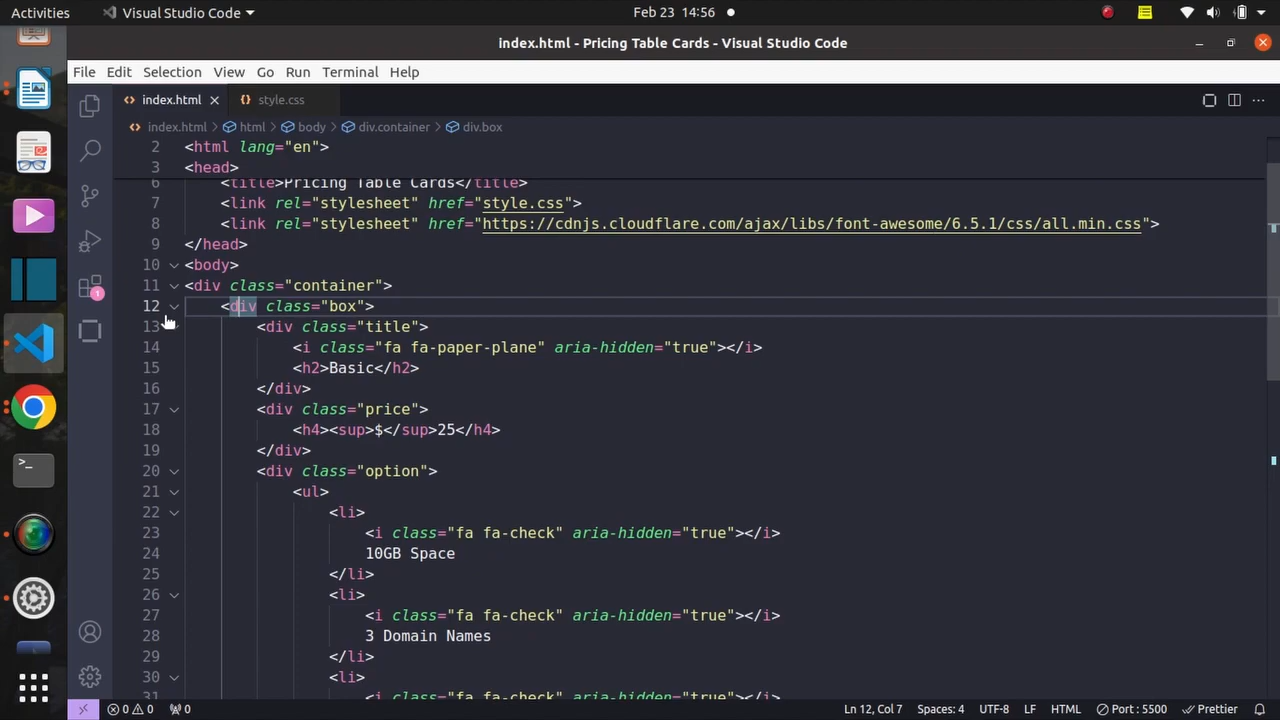 Activities
Visual Studio Code
Feb 23 14:56
index.html - Pricing Table Cards - Visual Studio Code
File Edit Selection View Go Run Terminal Help
index.html
style.css
index.html > html > body > div.container > div.box
2 <html lang="en">
3 <head>
6 <title>Pricing Table Cards</title>
7 <link rel="stylesheet" href="style.css">
8 <link rel="stylesheet" href="https://cdnjs.cloudflare.com/ajax/libs/font-awesome/6.5.1/css/all.min.css">
9 </head>
10 <body>
11 <div class="container">
12 <div class="box">
13 <div class="title">
14 <i class="fa fa-paper-plane" aria-hidden="true"></i>
15 <h2>Basic</h2>
16 </div>
17 <div class="price">
18 <h4><sup>$</sup>25</h4>
19 </div>
20 <div class="option">
21 <ul>
22 <li>
23 <i class="fa fa-check" aria-hidden="true"></i>
24 10GB Space
25 </li>
26 <li>
27 <i class="fa fa-check" aria-hidden="true"></i>
28 3 Domain Names
29 </li>
30 <li>
31 <i class="fa fa-check" aria-hidden="true"></i>
1
0 0 0 Ln 12, Col 7 Spaces: 4 UTF-8 LF HTML Port : 5500 Prettier